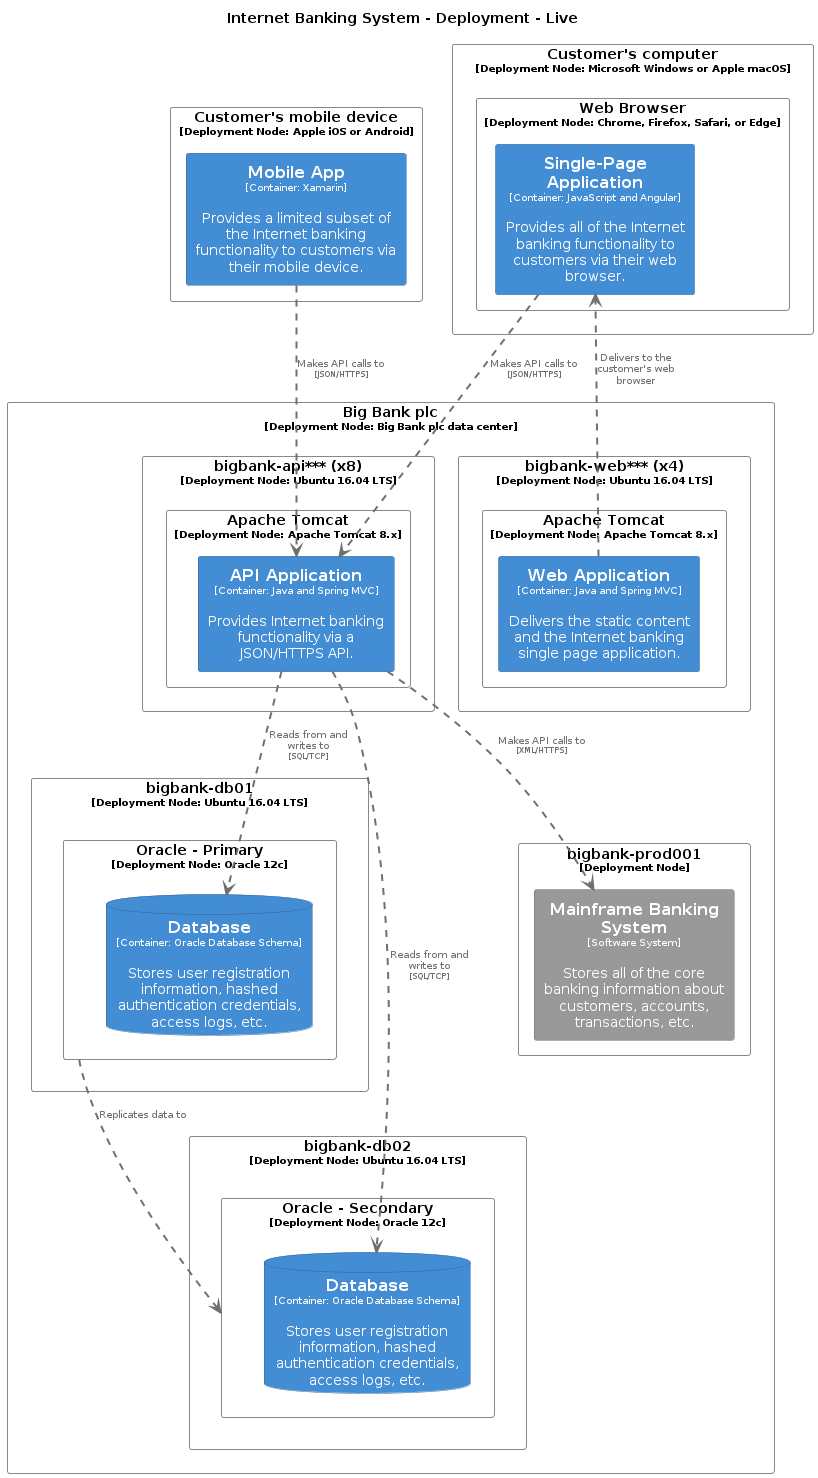 Internet Banking System - Deployment - Live
Customer's computer
[Deployment Node: Microsoft Windows or Apple macOS]
Web Browser
[Deployment Node: Chrome, Firefox, Safari, or Edge]
Single-Page
Application
[Container: JavaScript and Angular]
Provides all of the Internet
banking functionality to
customers via their web
browser.
Customer's mobile device
[Deployment Node: Apple iOS or Android]
Mobile App
[Container: Xamarin]
Provides a limited subset of
the Internet banking
functionality to customers via
their mobile device.
Makes API calls to
[JSON/HTTPS]
Makes API calls to
[JSON/HTTPS]
Delivers to the
customer's web
browser
Big Bank plc
[Deployment Node: Big Bank plc data center]
bigbank-api*** (x8)
[Deployment Node: Ubuntu 16.04 LTS]
Apache Tomcat
[Deployment Node: Apache Tomcat 8.x]
API Application
[Container: Java and Spring MVC]
Provides Internet banking
functionality via a
JSON/HTTPS API.
bigbank-web*** (x4)
[Deployment Node: Ubuntu 16.04 LTS]
Apache Tomcat
[Deployment Node: Apache Tomcat 8.x]
Web Application
[Container: Java and Spring MVC]
Delivers the static content
and the Internet banking
single page application.
Reads from and
writes to
[SQL/TCP]
Makes API calls to
[XML/HTTPS]
bigbank-db01
[Deployment Node: Ubuntu 16.04 LTS]
Oracle - Primary
[Deployment Node: Oracle 12c]
Database
[Container: Oracle Database Schema]
Stores user registration
information, hashed
authentication credentials,
access logs, etc.
Reads from and
writes to
[SQL/TCP]
bigbank-prod001
[Deployment Node]
Mainframe Banking
System
[Software System]
Stores all of the core
banking information about
customers, accounts,
transactions, etc.
Replicates data to
bigbank-db02
[Deployment Node: Ubuntu 16.04 LTS]
Oracle - Secondary
[Deployment Node: Oracle 12c]
Database
[Container: Oracle Database Schema]
Stores user registration
information, hashed
authentication credentials,
access logs, etc.